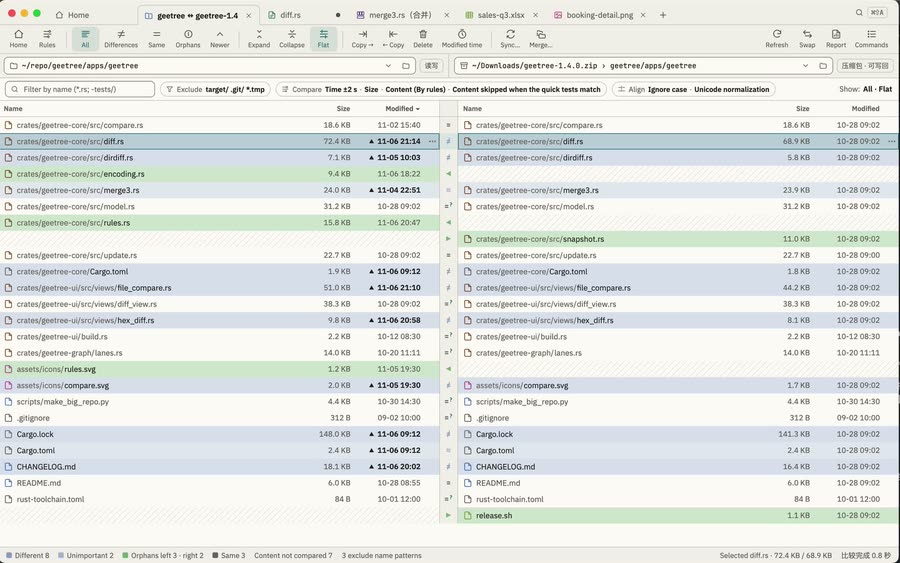 Home geetree ⇔ geetree-1.4 × diff.rs ● merge3.rs（合并） × sales-q3.xlsx × booking-detail.png × + ⌘⇧A
Home Rules All Differences Same Orphans Newer Expand Collapse Flat Copy → ← Copy Delete Modified time Sync... Merge... Refresh Swap Report Commands
~/repo/geetree/apps/geetree 读写 ~/Downloads/geetree-1.4.0.zip › geetree/apps/geetree 压缩包 · 可写回
Filter by name (*.rs; -tests/) Exclude target/ .git/ *.tmp Compare Time ±2 s · Size · Content (By rules) · Content skipped when the quick tests match Align Ignore case · Unicode normalization Show: All · Flat
Name Size Modified Name Size Modified
crates/geetree-core/src/compare.rs 18.6 KB 11-02 15:40 = crates/geetree-core/src/compare.rs 18.6 KB 10-28 09:02
crates/geetree-core/src/diff.rs 72.4 KB ▲ 11-06 21:14 ··· ≠ crates/geetree-core/src/diff.rs 68.9 KB 10-28 09:02 ···
crates/geetree-core/src/dirdiff.rs 7.1 KB ▲ 11-05 10:03 ≠ crates/geetree-core/src/dirdiff.rs 5.8 KB 10-28 09:02
crates/geetree-core/src/encoding.rs 9.4 KB 11-06 18:22
crates/geetree-core/src/merge3.rs 24.0 KB ▲ 11-04 22:51 ≈ crates/geetree-core/src/merge3.rs 23.9 KB 10-28 09:02
crates/geetree-core/src/model.rs 31.2 KB 10-28 09:02 =? crates/geetree-core/src/model.rs 31.2 KB 10-28 09:02
crates/geetree-core/src/rules.rs 15.8 KB 11-06 20:47
crates/geetree-core/src/snapshot.rs 11.0 KB 10-28 09:02
crates/geetree-core/src/update.rs 22.7 KB 10-28 09:02 = crates/geetree-core/src/update.rs 22.7 KB 10-28 09:00
crates/geetree-core/Cargo.toml 1.9 KB ▲ 11-06 09:12 ≠ crates/geetree-core/Cargo.toml 1.8 KB 10-28 09:02
crates/geetree-ui/src/views/file_compare.rs 51.0 KB ▲ 11-06 21:10 ≠ crates/geetree-ui/src/views/file_compare.rs 44.2 KB 10-28 09:02
crates/geetree-ui/src/views/diff_view.rs 38.3 KB 10-28 09:02 =? crates/geetree-ui/src/views/diff_view.rs 38.3 KB 10-28 09:02
crates/geetree-ui/src/views/hex_diff.rs 9.8 KB ▲ 11-06 20:58 ≠ crates/geetree-ui/src/views/hex_diff.rs 8.1 KB 10-28 09:02
crates/geetree-ui/build.rs 2.2 KB 10-12 08:30 =? crates/geetree-ui/build.rs 2.2 KB 10-12 08:30
crates/geetree-graph/lanes.rs 14.0 KB 10-20 11:11 =? crates/geetree-graph/lanes.rs 14.0 KB 10-20 11:11
assets/icons/rules.svg 1.2 KB 11-05 19:30
assets/icons/compare.svg 2.0 KB ▲ 11-05 19:30 ≠ assets/icons/compare.svg 1.7 KB 10-28 09:02
scripts/make_big_repo.py 4.4 KB 10-30 14:30 =? scripts/make_big_repo.py 4.4 KB 10-30 14:30
.gitignore 312 B 09-02 10:00 =? .gitignore 312 B 09-02 10:00
Cargo.lock 148.0 KB ▲ 11-06 09:12 ≠ Cargo.lock 141.3 KB 10-28 09:02
Cargo.toml 2.4 KB ▲ 11-06 09:12 ≈ Cargo.toml 2.4 KB 10-28 09:02
CHANGELOG.md 18.1 KB ▲ 11-06 20:02 ≠ CHANGELOG.md 16.4 KB 10-28 09:02
README.md 6.0 KB 10-28 08:55 = README.md 6.0 KB 10-28 09:02
rust-toolchain.toml 84 B 10-01 12:00 =? rust-toolchain.toml 84 B 10-01 12:00
release.sh 1.1 KB 10-28 09:02
Different 8 Unimportant 2 Orphans left 3 · right 2 Same 3 Content not compared 7 3 exclude name patterns Selected diff.rs · 72.4 KB / 68.9 KB 比较完成 0.8 秒